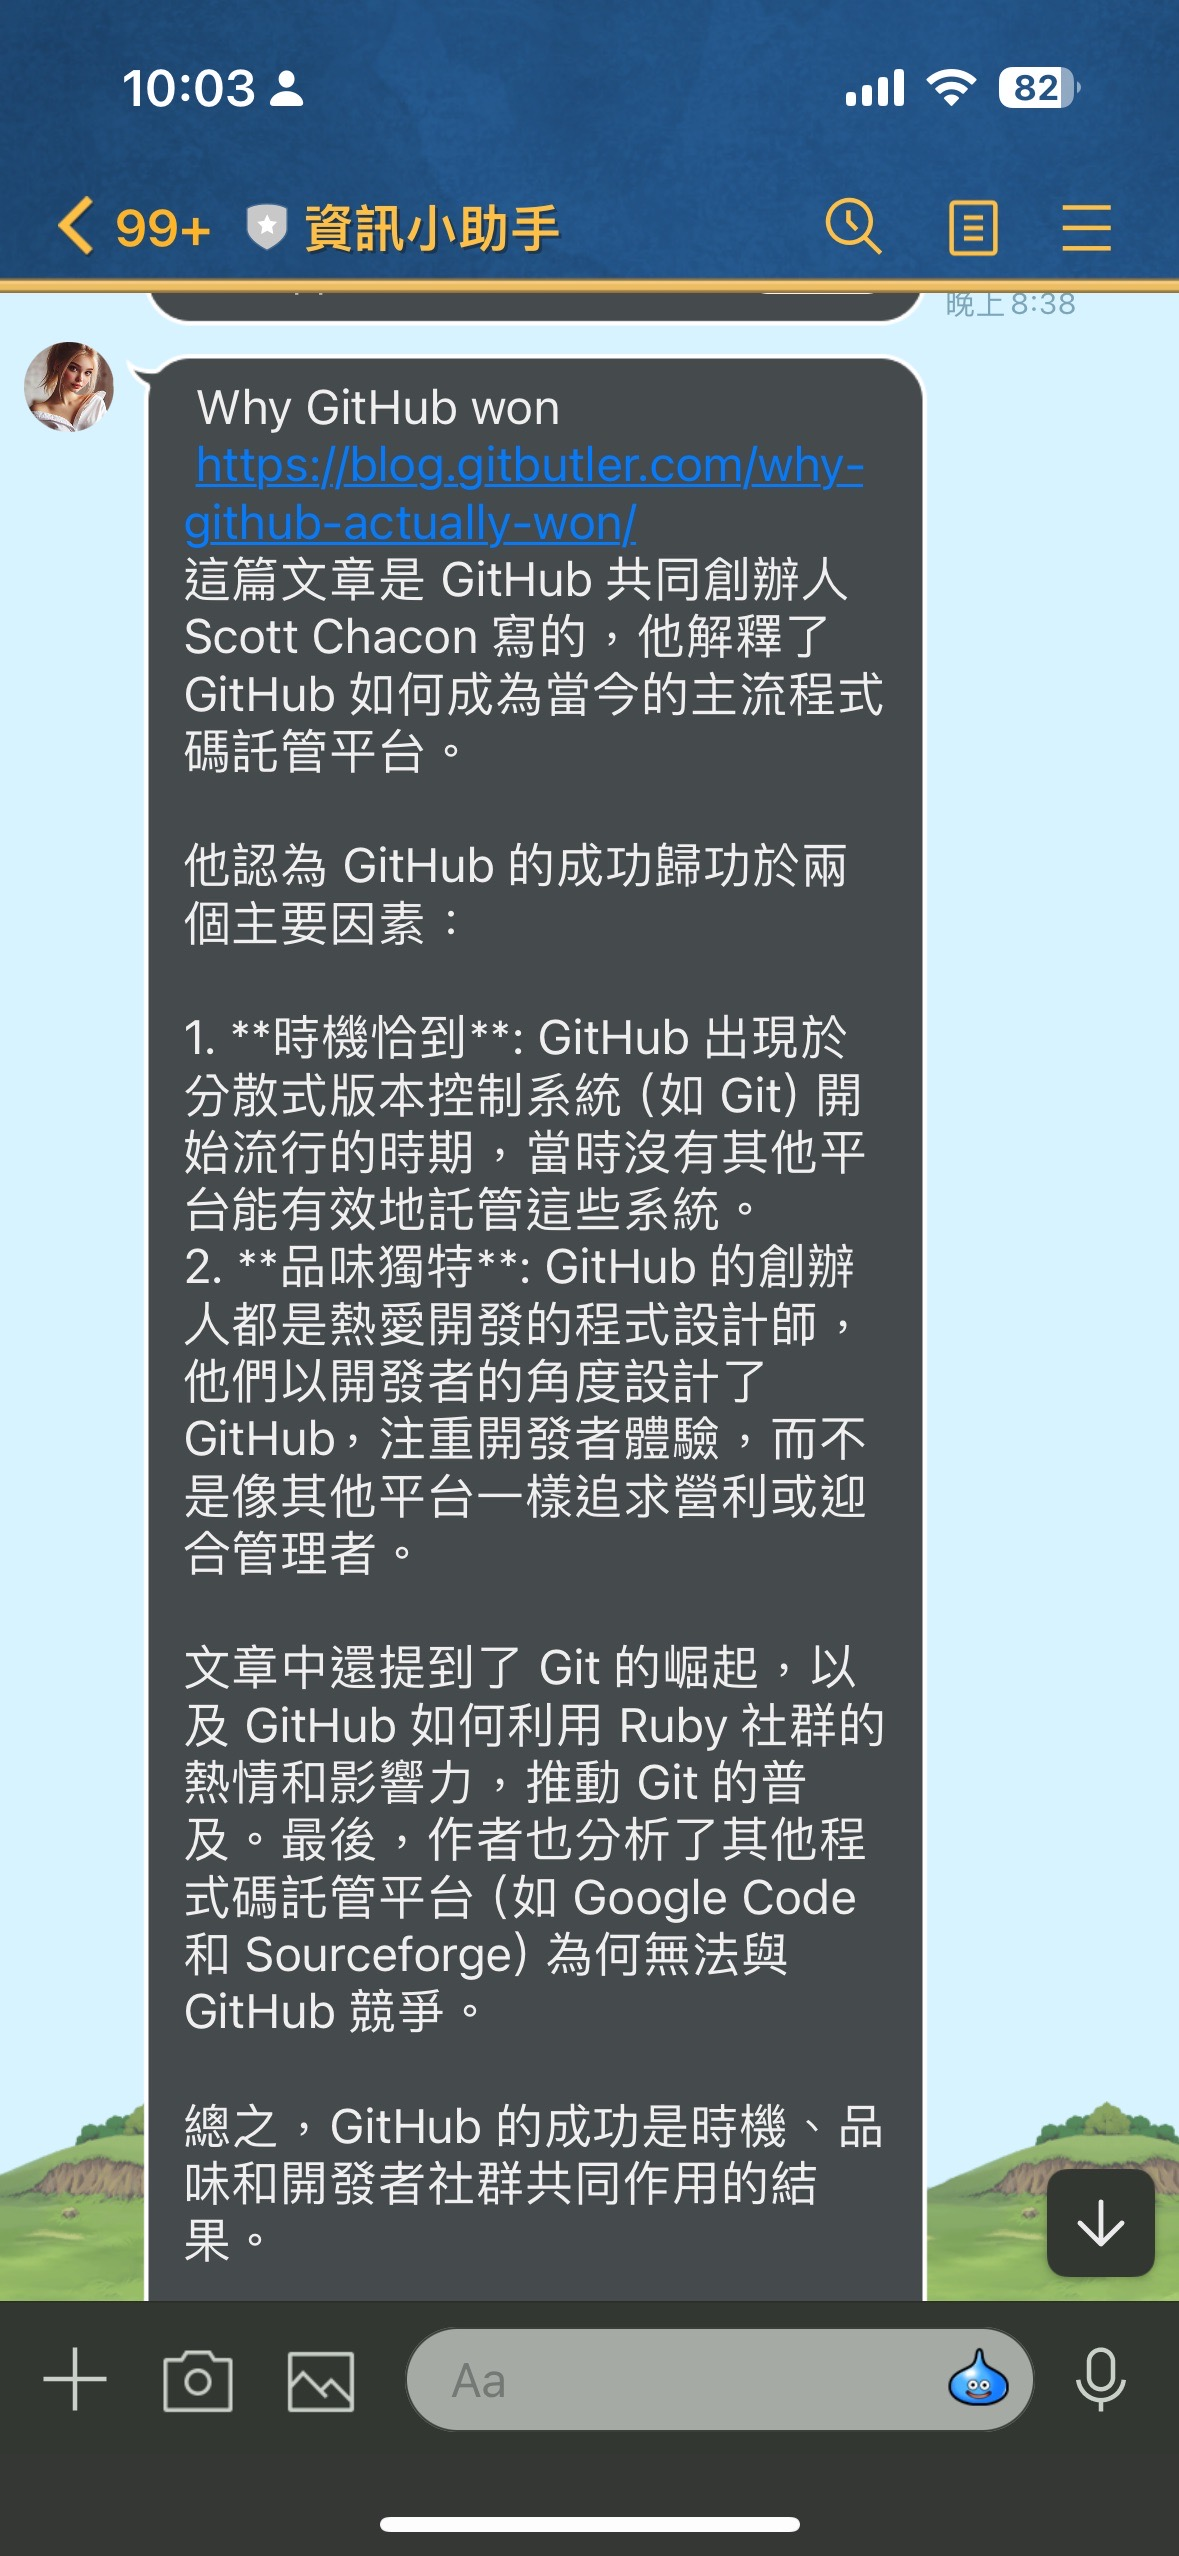 10:03
82
99+
資訊小助手
晚上 8:38
Why GitHub won
https://blog.gitbutler.com/why-
github-actually-won/
這篇文章是 GitHub 共同創辦人
Scott Chacon 寫的，他解釋了
GitHub 如何成為當今的主流程式
碼託管平台。
他認為 GitHub 的成功歸功於兩
個主要因素：
1. **時機恰到**: GitHub 出現於
分散式版本控制系統 (如 Git) 開
始流行的時期，當時沒有其他平
台能有效地託管這些系統。
2. **品味獨特**: GitHub 的創辦
人都是熱愛開發的程式設計師，
他們以開發者的角度設計了
GitHub，注重開發者體驗，而不
是像其他平台一樣追求營利或迎
合管理者。
文章中還提到了 Git 的崛起，以
及 GitHub 如何利用 Ruby 社群的
熱情和影響力，推動 Git 的普
及。最後，作者也分析了其他程
式碼託管平台 (如 Google Code
和 Sourceforge) 為何無法與
GitHub 競爭。
總之，GitHub 的成功是時機、品
味和開發者社群共同作用的結
果。
Aa